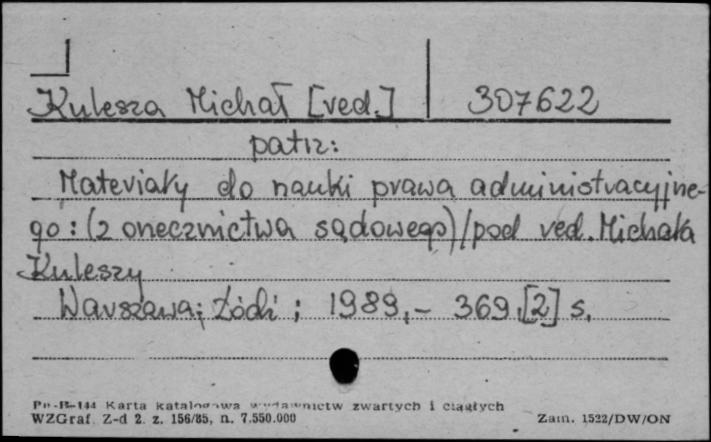 Kulesza Michał [red.] 307622
patrz:
Materiały do nauki prawa administracyjne-
go: (z orzecznictwa sądowego)/pod red. Michała
Kuleszy
Warszawa; Łódź; 1989.- 369,[2] s.
Pu-B-144 Karta katalogowa wydawnictw zwartych i ciągłych
WZGraf. Z-d 2. z. 156/85, n. 7.550.000 Zam. 1522/DW/ON